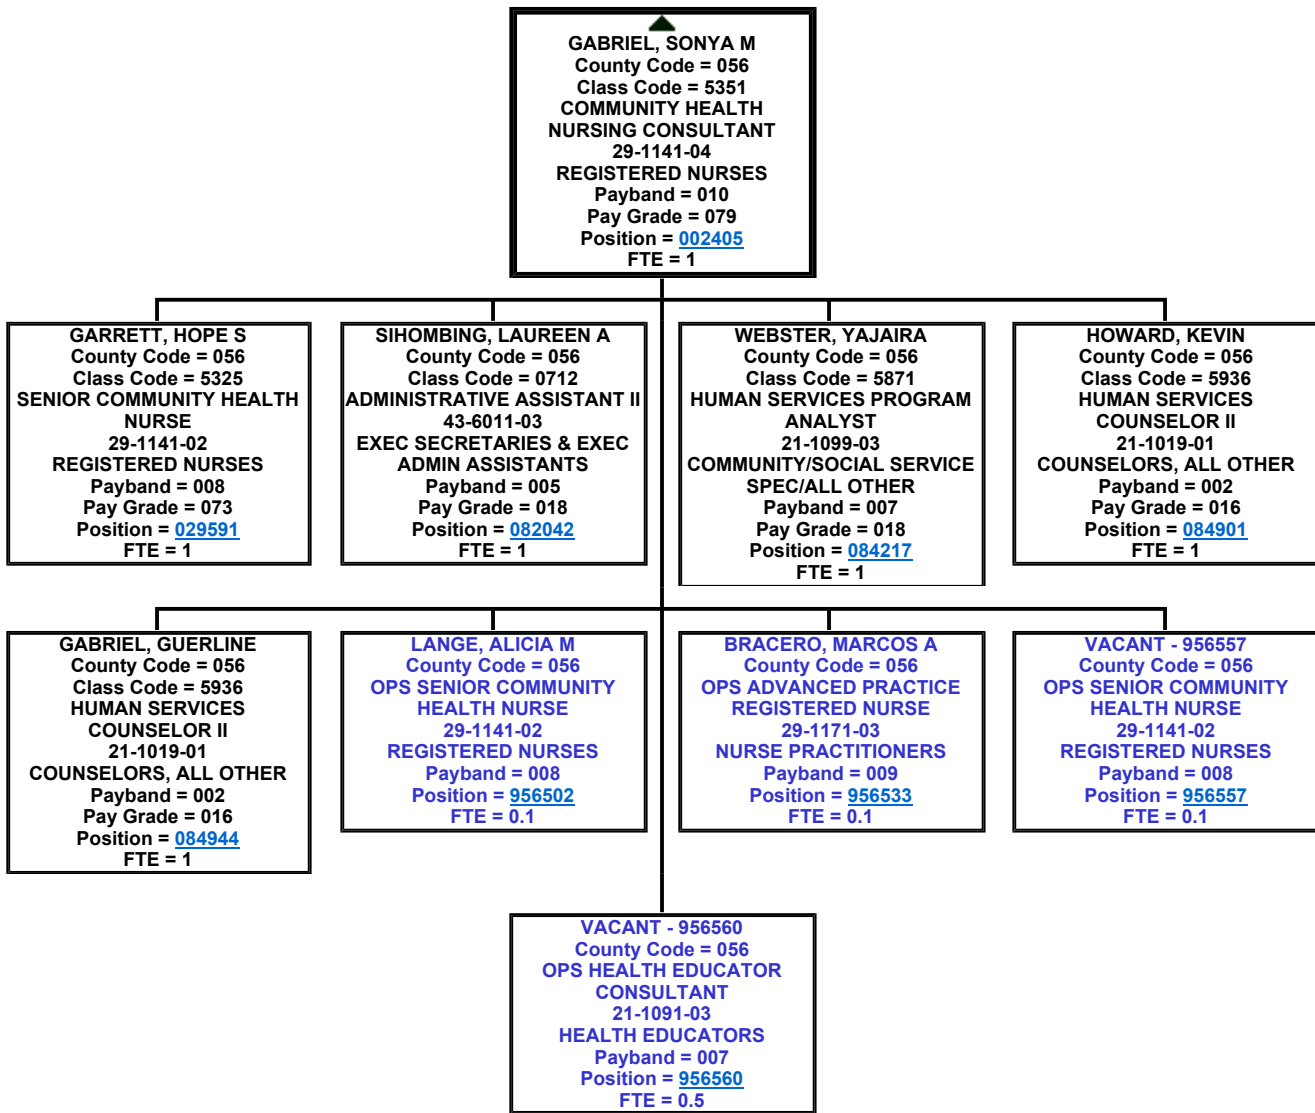 GABRIEL, SONYA M
County Code = 056
Class Code = 5351
COMMUNITY HEALTH
NURSING CONSULTANT
29-1141-04
REGISTERED NURSES
Payband = 010
Pay Grade = 079
Position = 002405
FTE = 1
GARRETT, HOPE S
County Code = 056
Class Code = 5325
SENIOR COMMUNITY HEALTH
NURSE
29-1141-02
REGISTERED NURSES
Payband = 008
Pay Grade = 073
Position = 029591
FTE = 1
SIHOMBING, LAUREEN A
County Code = 056
Class Code = 0712
ADMINISTRATIVE ASSISTANT II
43-6011-03
EXEC SECRETARIES & EXEC
ADMIN ASSISTANTS
Payband = 005
Pay Grade = 018
Position = 082042
FTE = 1
WEBSTER, YAJAIRA
County Code = 056
Class Code = 5871
HUMAN SERVICES PROGRAM
ANALYST
21-1099-03
COMMUNITY/SOCIAL SERVICE
SPEC/ALL OTHER
Payband = 007
Pay Grade = 018
Position = 084217
FTE = 1
HOWARD, KEVIN
County Code = 056
Class Code = 5936
HUMAN SERVICES
COUNSELOR II
21-1019-01
COUNSELORS, ALL OTHER
Payband = 002
Pay Grade = 016
Position = 084901
FTE = 1
GABRIEL, GUERLINE
County Code = 056
Class Code = 5936
HUMAN SERVICES
COUNSELOR II
21-1019-01
COUNSELORS, ALL OTHER
Payband = 002
Pay Grade = 016
Position = 084944
FTE = 1
LANGE, ALICIA M
County Code = 056
OPS SENIOR COMMUNITY
HEALTH NURSE
29-1141-02
REGISTERED NURSES
Payband = 008
Position = 956502
FTE = 0.1
BRACERO, MARCOS A
County Code = 056
OPS ADVANCED PRACTICE
REGISTERED NURSE
29-1171-03
NURSE PRACTITIONERS
Payband = 009
Position = 956533
FTE = 0.1
VACANT - 956557
County Code = 056
OPS SENIOR COMMUNITY
HEALTH NURSE
29-1141-02
REGISTERED NURSES
Payband = 008
Position = 956557
FTE = 0.1
VACANT - 956560
County Code = 056
OPS HEALTH EDUCATOR
CONSULTANT
21-1091-03
HEALTH EDUCATORS
Payband = 007
Position = 956560
FTE = 0.5